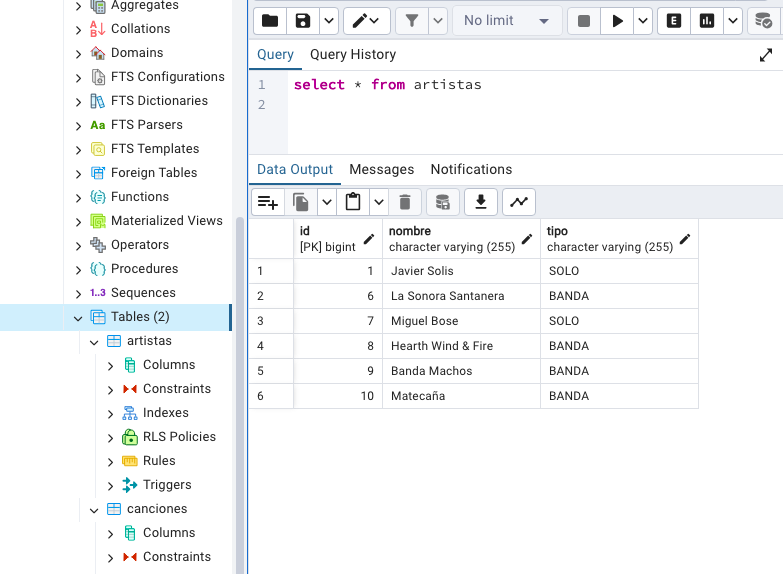 Aggregates
Collations
Domains
FTS Configurations
FTS Dictionaries
Aa FTS Parsers
FTS Templates
Foreign Tables
Functions
Materialized Views
Operators
Procedures
1..3 Sequences
Tables (2)
artistas
Columns
Constraints
Indexes
RLS Policies
Rules
Triggers
canciones
Columns
Constraints
No limit
E
Query Query History
1 select * from artistas
2
Data Output Messages Notifications
id nombre tipo
[PK] bigint character varying (255) character varying (255)
1 1 Javier Solis SOLO
2 6 La Sonora Santanera BANDA
3 7 Miguel Bose SOLO
4 8 Hearth Wind & Fire BANDA
5 9 Banda Machos BANDA
6 10 Matecaña BANDA